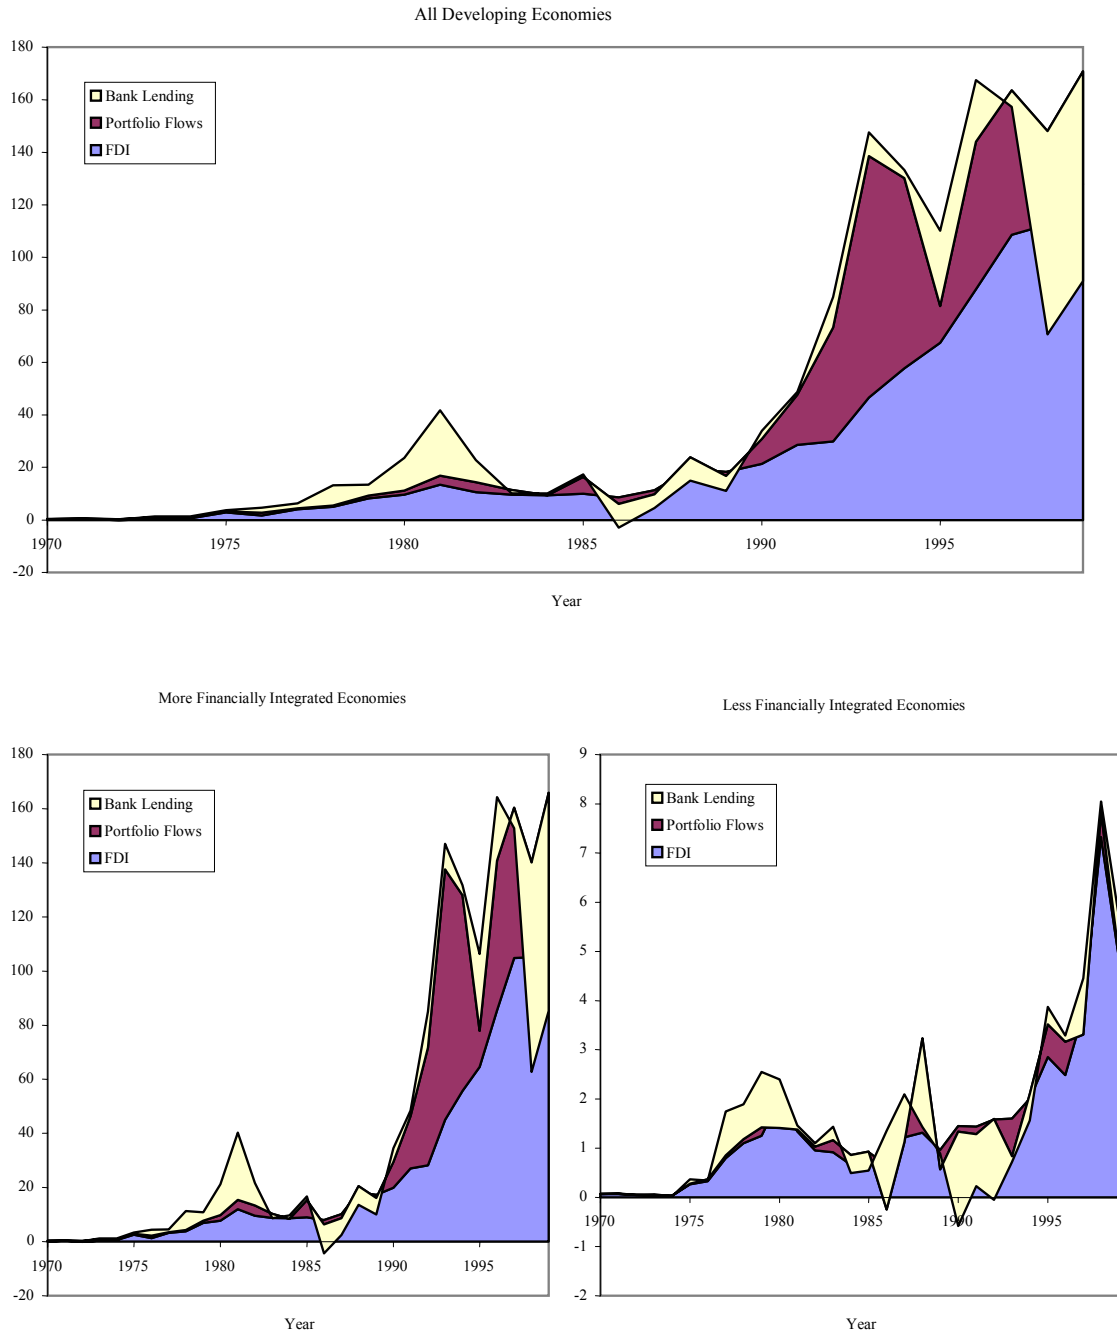 All Developing Economies
180
160
140
120
100
80
60
40
20
0
-20
Bank Lending
Portfolio Flows
FDI
1970 1975 1980 1985 1990 1995
Year
More Financially Integrated Economies
180
160
140
120
100
80
60
40
20
0
-20
Bank Lending
Portfolio Flows
FDI
1970 1975 1980 1985 1990 1995
Year
Less Financially Integrated Economies
9
8
7
6
5
4
3
2
1
0
-1
-2
Bank Lending
Portfolio Flows
FDI
1970 1975 1980 1985 1990 1995
Year